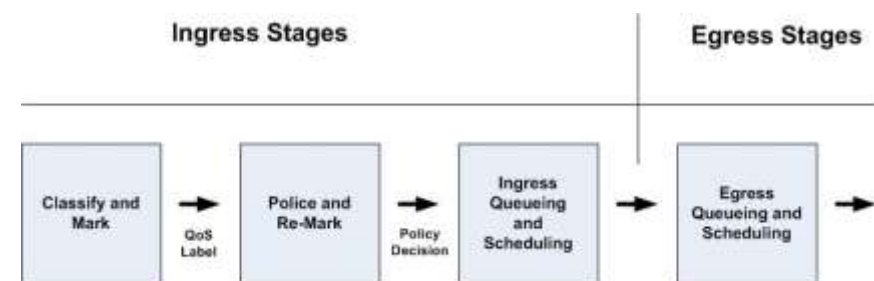 Ingress Stages
Egress Stages
Classify and
Mark
QoS
Label
Police and
Re-Mark
Policy
Decision
Ingress
Queueing
and
Scheduling
Egress
Queueing and
Scheduling